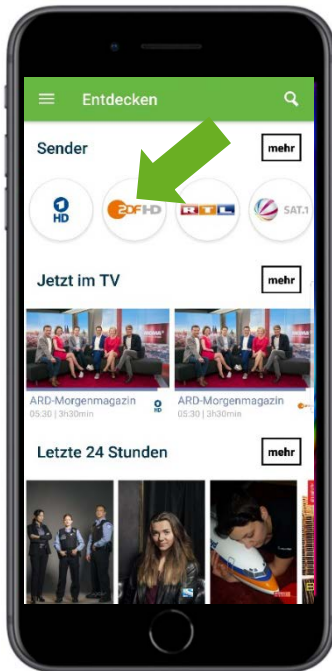 Entdecken
Sender
mehr
HD
ZDF HD
RTL
SAT.1
Jetzt im TV
mehr
ARD-Morgenmagazin
05:30 | 3h30min
HD
ARD-Morgenmagazin
05:30 | 3h30min
Letzte 24 Stunden
mehr